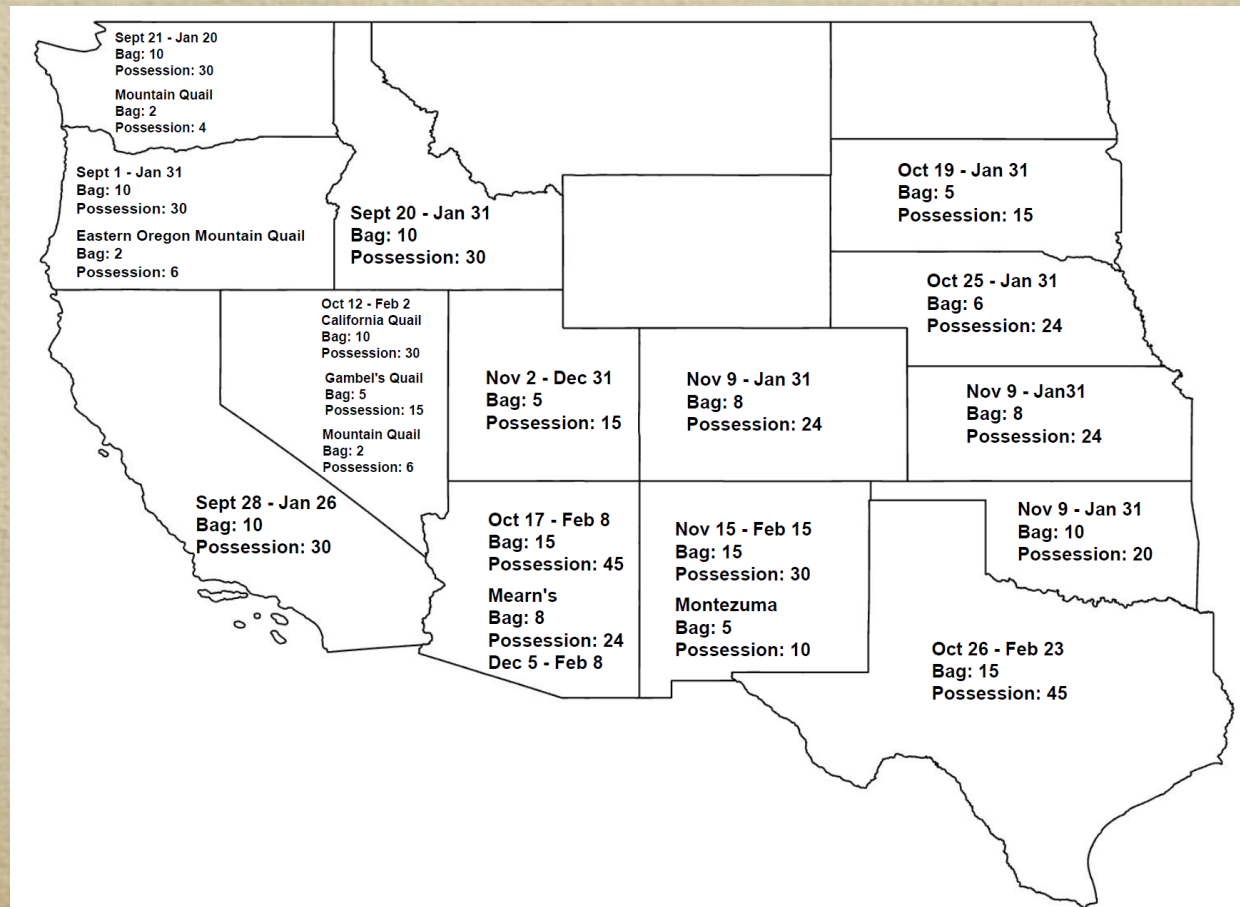 Sept 21 - Jan 20
Bag: 10
Possession: 30
Mountain Quail
Bag: 2
Possession: 4
Sept 1 - Jan 31
Bag: 10
Possession: 30
Eastern Oregon Mountain Quail
Bag: 2
Possession: 6
Sept 20 - Jan 31
Bag: 10
Possession: 30
Oct 19 - Jan 31
Bag: 5
Possession: 15
Oct 25 - Jan 31
Bag: 6
Possession: 24
Oct 12 - Feb 2
California Quail
Bag: 10
Possession: 30
Gambel's Quail
Bag: 5
Possession: 15
Mountain Quail
Bag: 2
Possession: 6
Nov 2 - Dec 31
Bag: 5
Possession: 15
Nov 9 - Jan 31
Bag: 8
Possession: 24
Nov 9 - Jan31
Bag: 8
Possession: 24
Sept 28 - Jan 26
Bag: 10
Possession: 30
Oct 17 - Feb 8
Bag: 15
Possession: 45
Mearn's
Bag: 8
Possession: 24
Dec 5 - Feb 8
Nov 15 - Feb 15
Bag: 15
Possession: 30
Montezuma
Bag: 5
Possession: 10
Nov 9 - Jan 31
Bag: 10
Possession: 20
Oct 26 - Feb 23
Bag: 15
Possession: 45